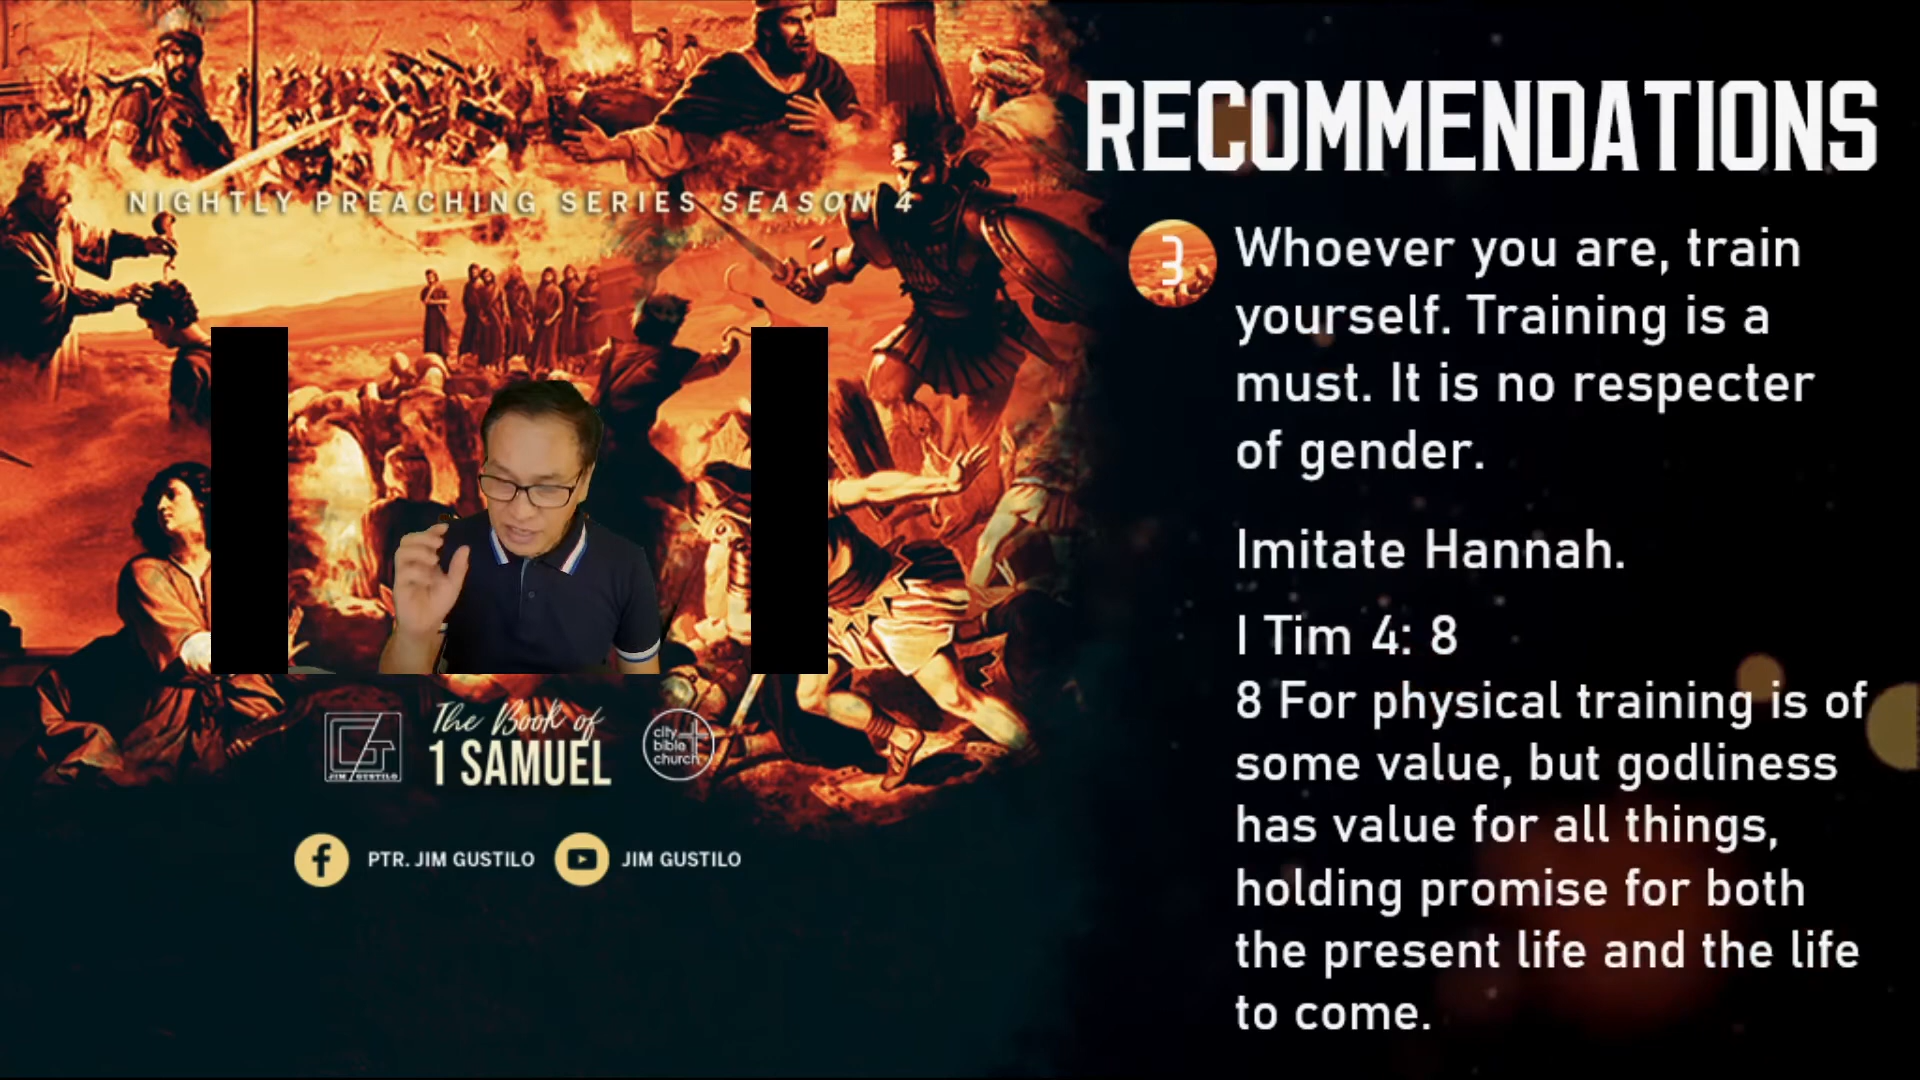 RECOMMENDATIONS
NIGHTLY PREACHING SERIES SEASON 4
3
Whoever you are, train
yourself. Training is a
must. It is no respecter
of gender.
Imitate Hannah.
I Tim 4: 8
8 For physical training is of
some value, but godliness
has value for all things,
holding promise for both
the present life and the life
to come.
The Book of
1 SAMUEL
JIM GUSTILO
city
bible
church
PTR. JIM GUSTILO
JIM GUSTILO